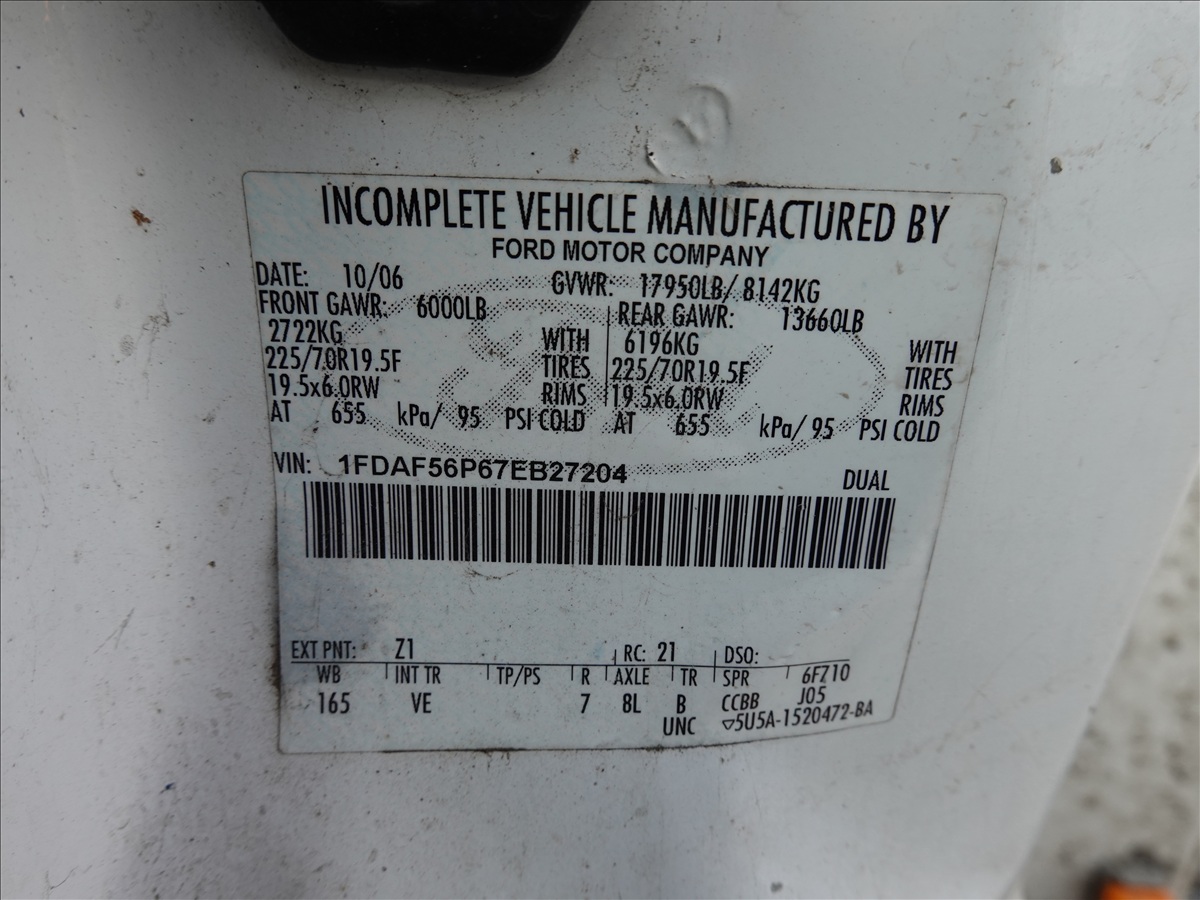 INCOMPLETE VEHICLE MANUFACTURED BY
FORD MOTOR COMPANY
DATE: 10/06 GVWR: 17950LB/ 8142KG
FRONT GAWR: 6000LB REAR GAWR: 13660LB
2722KG WITH 6196KG WITH
225/70R19.5F TIRES 225/70R19.5F TIRES
19.5x6.0RW RIMS 19.5x6.0RW RIMS
AT 655 kPa/ 95 PSI COLD AT 655 kPa/ 95 PSI COLD
VIN: 1FDAF56P67EB27204 DUAL
EXT PNT: Z1 RC: 21 DSO:
WB INT TR TP/PS R AXLE TR SPR 6FZ10
165 VE 7 8L B CCBB J05
UNC ▽5U5A-1520472-BA